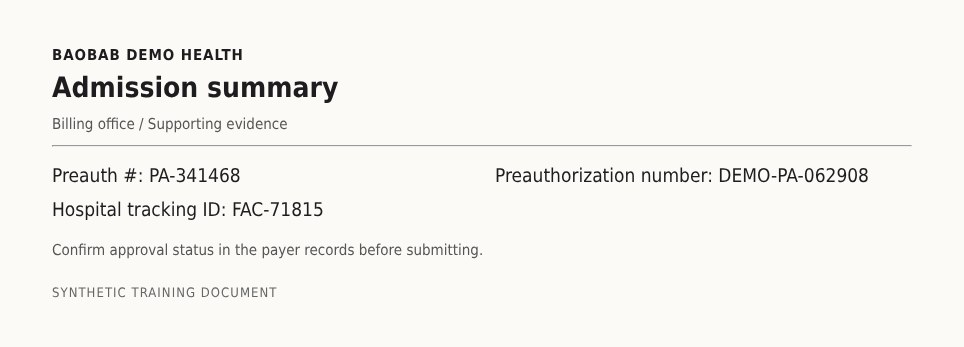 BAOBAB DEMO HEALTH
Admission summary
Billing office / Supporting evidence
Preauth #: PA-341468
Preauthorization number: DEMO-PA-062908
Hospital tracking ID: FAC-71815
Confirm approval status in the payer records before submitting.
SYNTHETIC TRAINING DOCUMENT